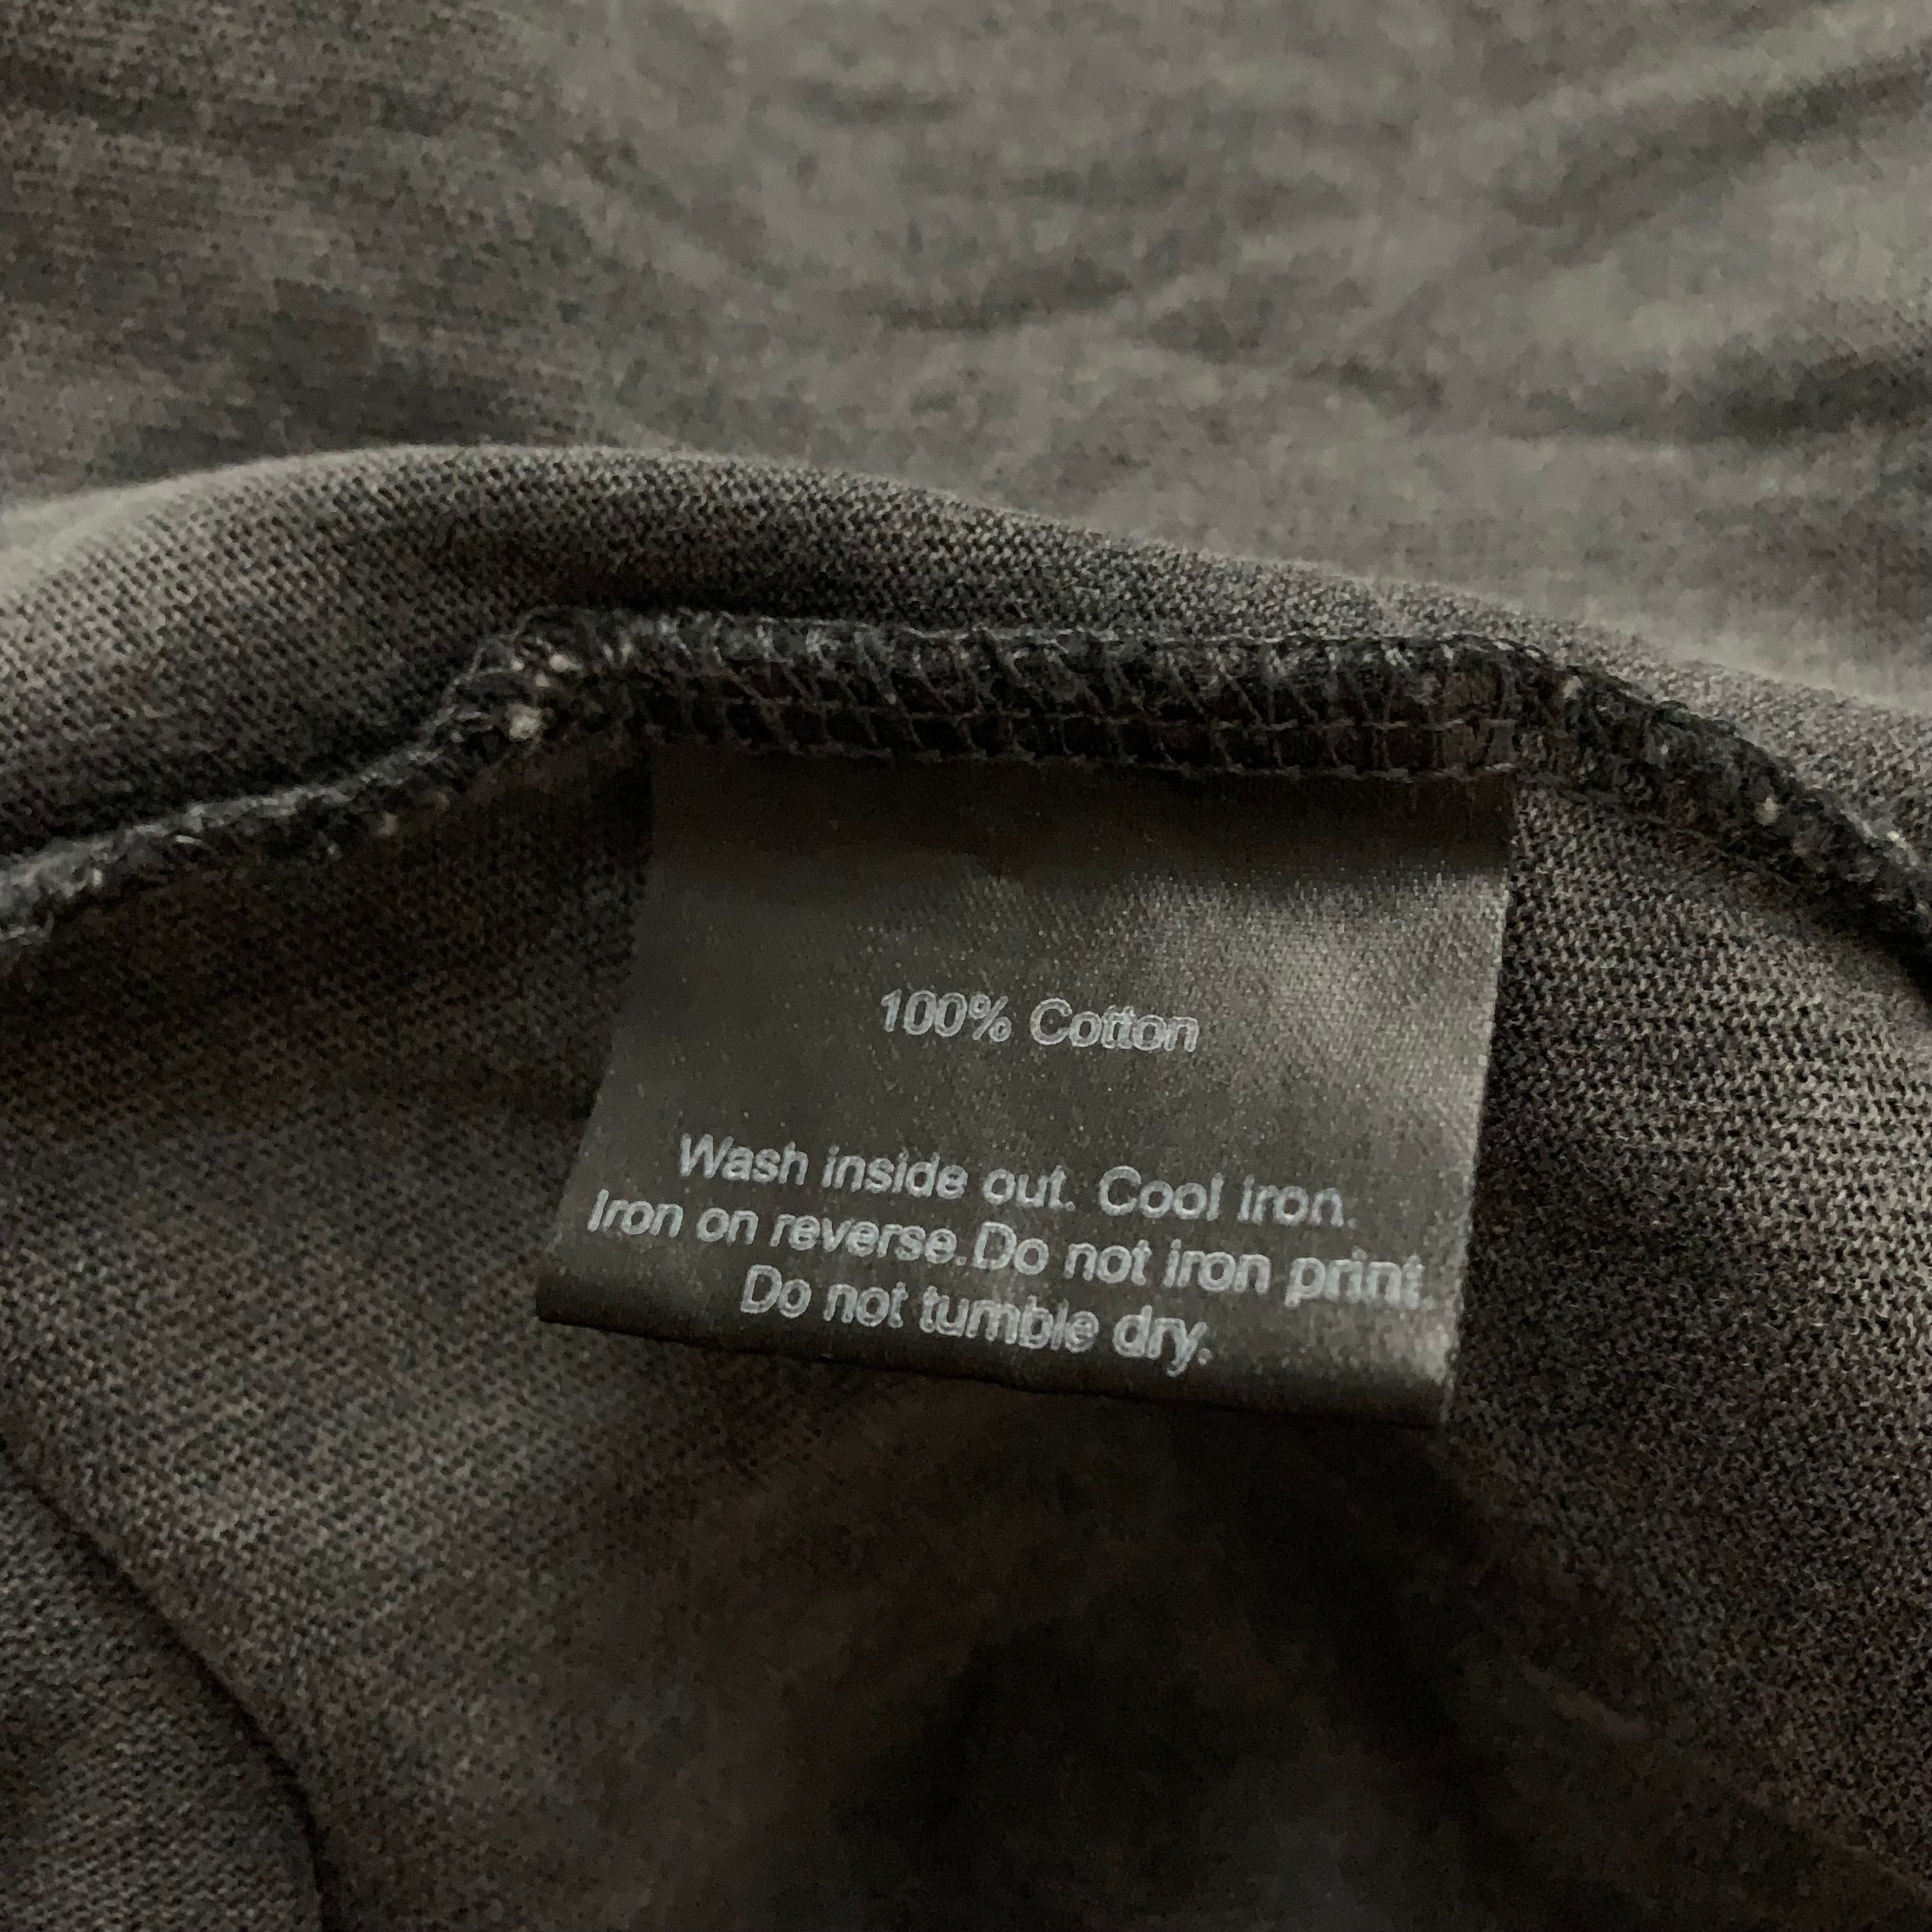 100% Cotton
Wash inside out. Cool iron.
Iron on reverse.Do not iron print.
Do not tumble dry.